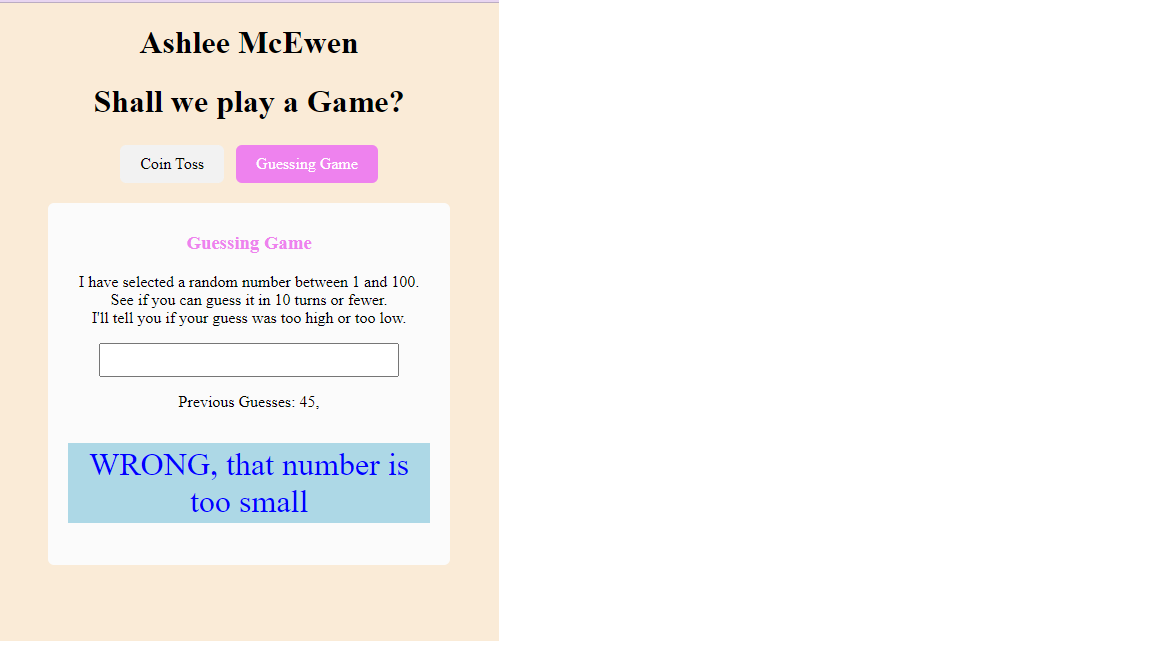 Ashlee McEwen
Shall we play a Game?
Coin Toss
Guessing Game
Guessing Game
I have selected a random number between 1 and 100.
See if you can guess it in 10 turns or fewer.
I'll tell you if your guess was too high or too low.
Previous Guesses: 45,
WRONG, that number is
too small